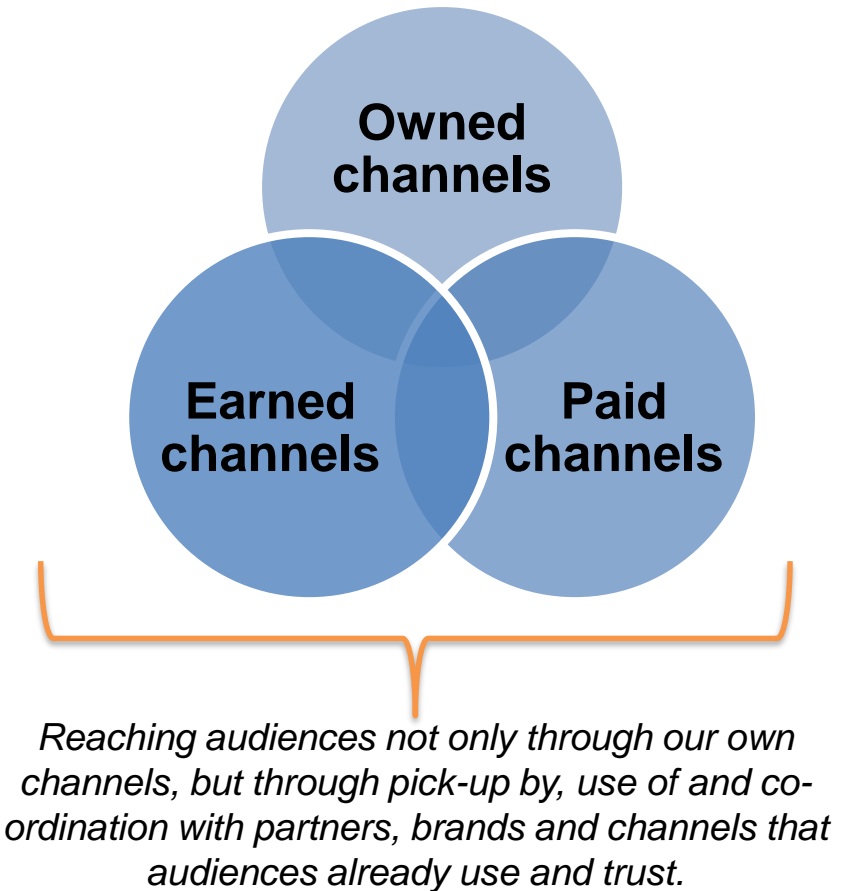 Owned
channels
Earned
channels
Paid
channels
Reaching audiences not only through our own
channels, but through pick-up by, use of and co-
ordination with partners, brands and channels that
audiences already use and trust.